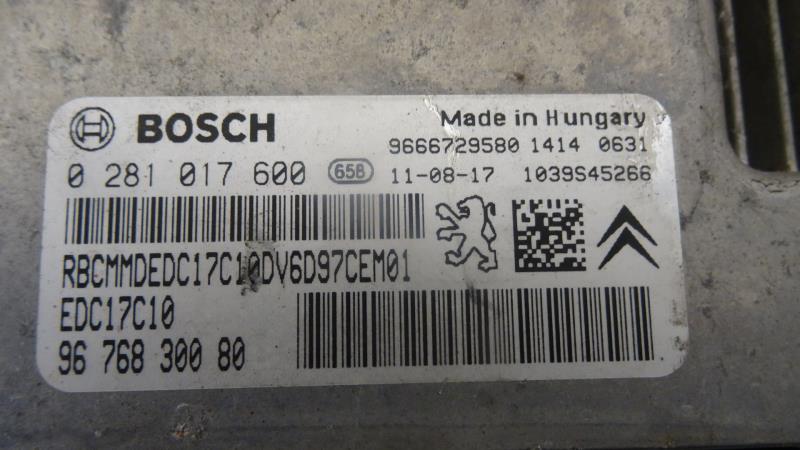 BOSCH
Made in Hungary
9666729580 1414 0631
0 281 017 600 658 11-08-17 1039S45266
RBCMMDEDC17C10DV6D97CEM01
EDC17C10
96 768 300 80